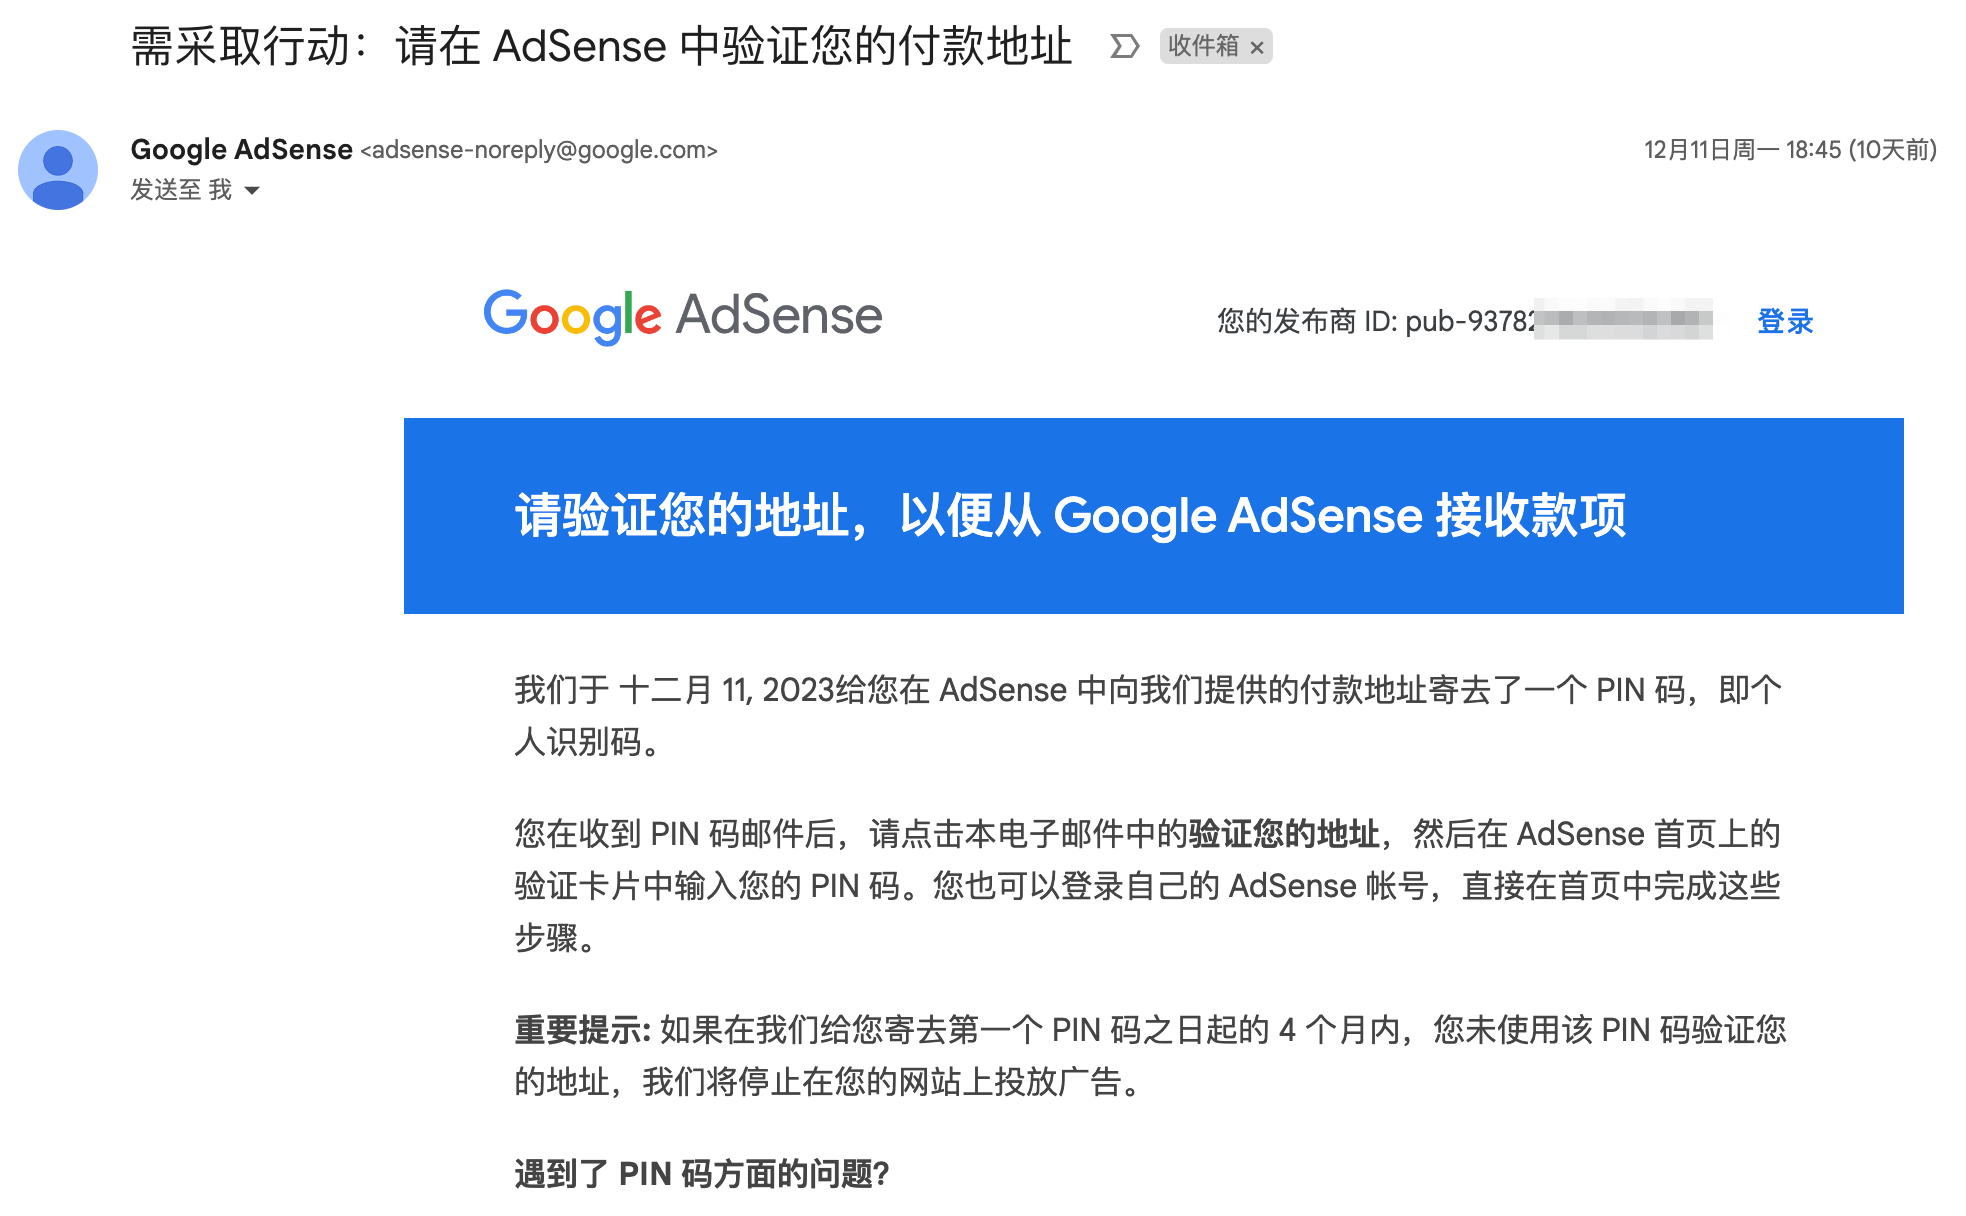 需采取行动：请在 AdSense 中验证您的付款地址 收件箱 ×
Google AdSense <adsense-noreply@google.com> 12月11日周一 18:45 (10天前)
发送至 我
Google AdSense 您的发布商 ID: pub-93782 登录
请验证您的地址，以便从 Google AdSense 接收款项
我们于 十二月 11, 2023给您在 AdSense 中向我们提供的付款地址寄去了一个 PIN 码，即个
人识别码。
您在收到 PIN 码邮件后，请点击本电子邮件中的验证您的地址，然后在 AdSense 首页上的
验证卡片中输入您的 PIN 码。您也可以登录自己的 AdSense 帐号，直接在首页中完成这些
步骤。
重要提示: 如果在我们给您寄去第一个 PIN 码之日起的 4 个月内，您未使用该 PIN 码验证您
的地址，我们将停止在您的网站上投放广告。
遇到了 PIN 码方面的问题？